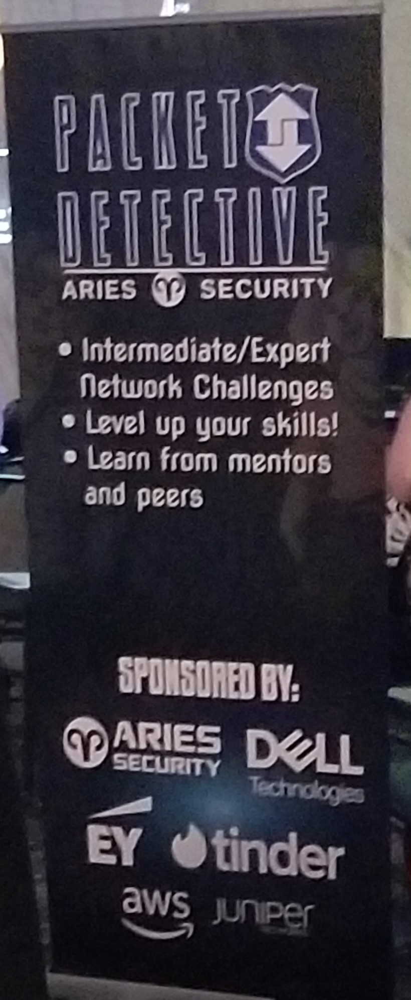 PACKET
DETECTIVE
ARIES SECURITY
• Intermediate/Expert
Network Challenges
• Level up your skills!
• Learn from mentors
and peers
SPONSORED BY:
ARIES
SECURITY
DELL
Technologies
EY tinder
aws JUNIPer